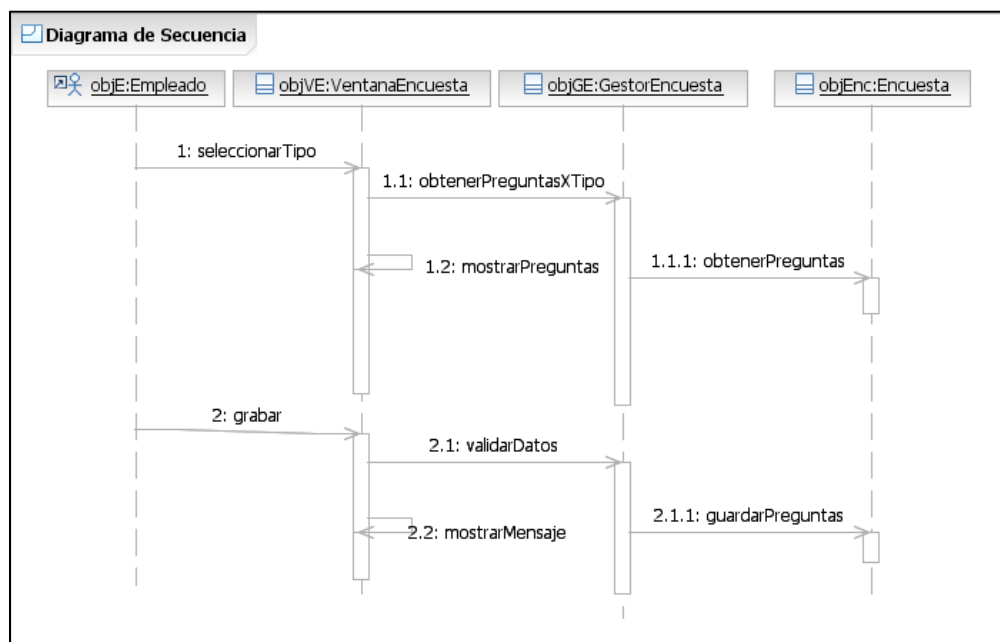 Diagrama de Secuencia
objE:Empleado
objVE:VentanaEncuesta
objGE:GestorEncuesta
objEnc:Encuesta
1: seleccionarTipo
1.1: obtenerPreguntasXTipo
1.2: mostrarPreguntas
1.1.1: obtenerPreguntas
2: grabar
2.1: validarDatos
2.2: mostrarMensaje
2.1.1: guardarPreguntas